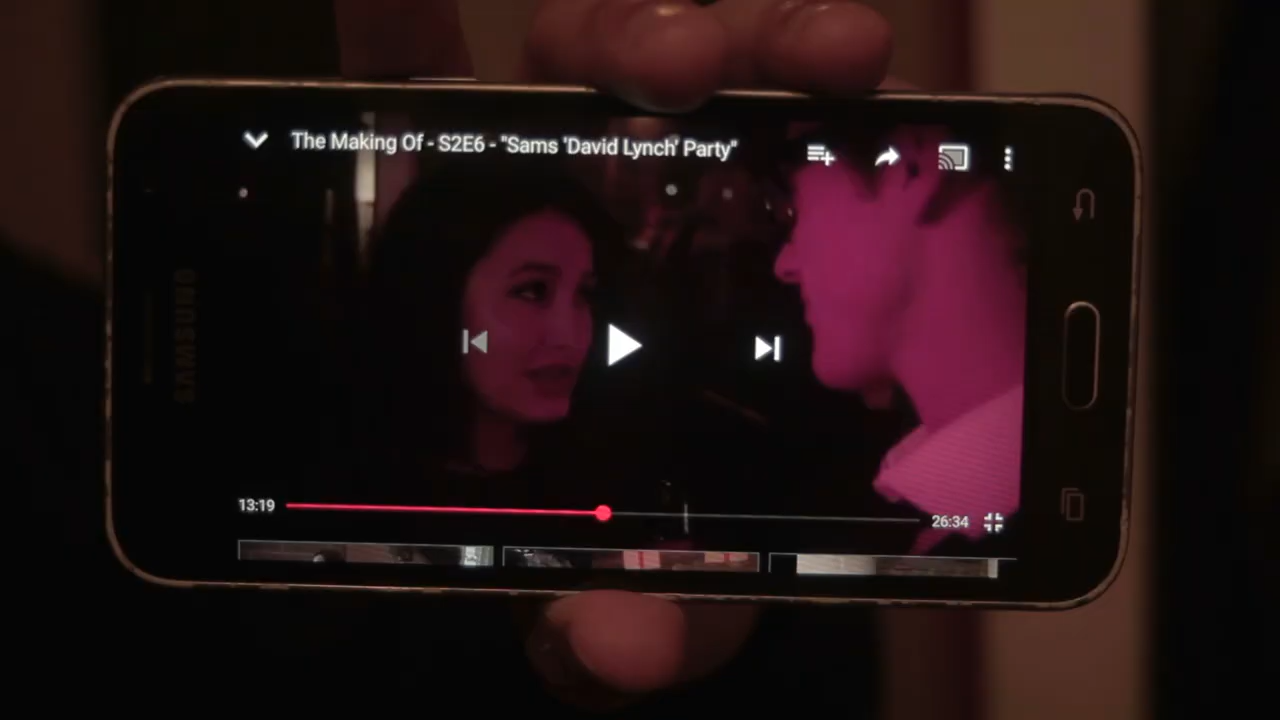 The Making Of - S2E6 - "Sams 'David Lynch' Party"
SAMSUNG
13:19
26:34